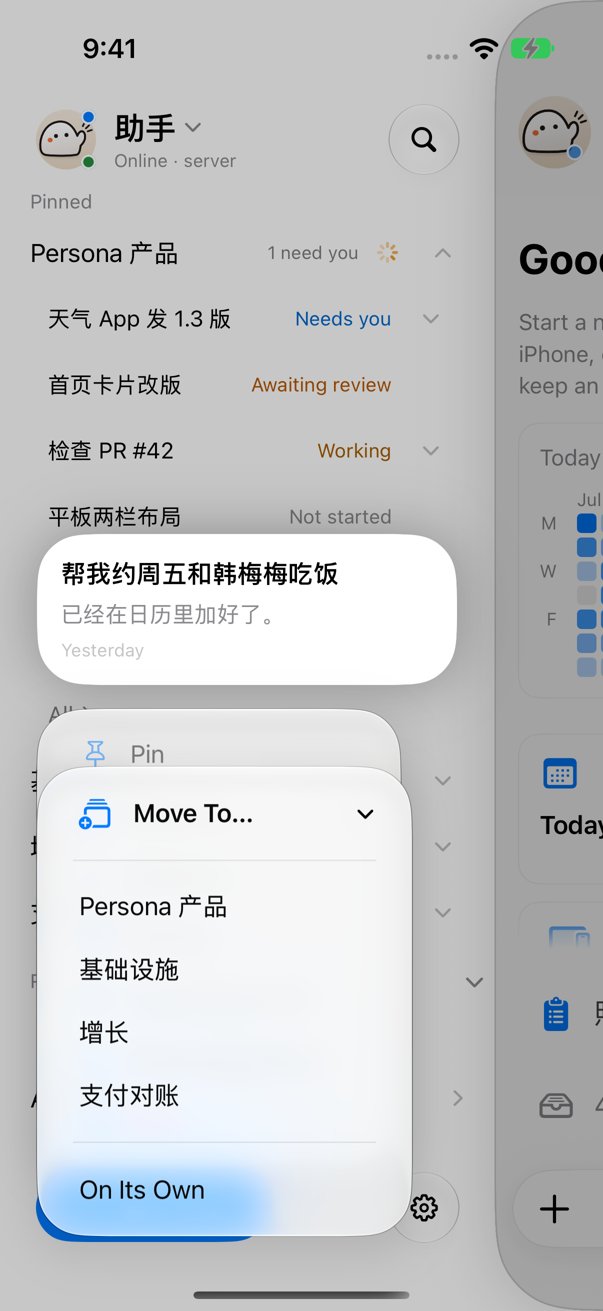 9:41
助手
Online · server
Pinned
Persona 产品
1 need you
天气 App 发 1.3 版
Needs you
首页卡片改版
Awaiting review
检查 PR #42
Working
平板两栏布局
Not started
帮我约周五和韩梅梅吃饭
已经在日历里加好了。
Yesterday
Pin
Move To...
Persona 产品
基础设施
增长
支付对账
On Its Own
Goo
Start a n
iPhone,
keep an
Today
Jul
M
W
F
Today